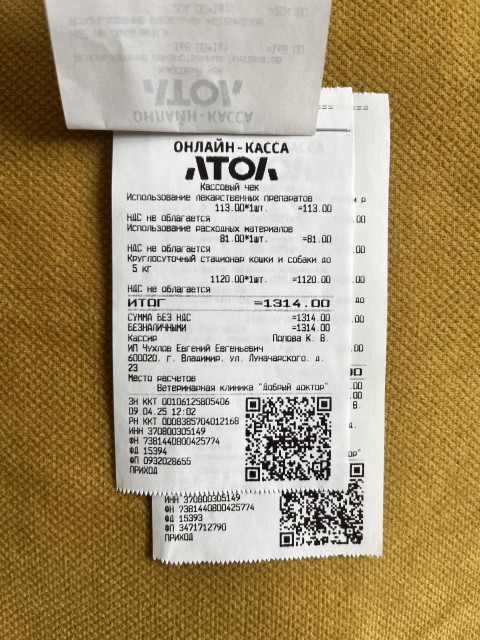 ОНЛАЙН-КАССА
АТОЛ
Кассовый чек
Использование лекарственных препаратов
113.00*1шт. =113.00
НДС не облагается
Использование расходных материалов
81.00*1шт. =81.00
НДС не облагается
Круглосуточный стационар кошки и собаки до
5 кг
1120.00*1шт. =1120.00
НДС не облагается
ИТОГ =1314.00
СУММА БЕЗ НДС =1314.00
БЕЗНАЛИЧНЫМИ =1314.00
Кассир Попова К. В.
ИП Чухлов Евгений Евгеньевич
600020, г. Владимир, ул. Луначарского, д.
23
Место расчетов
Ветеринарная клиника "Добрый доктор"
ЗН ККТ 00106125805406
09.04.25 12:02
РН ККТ 0008385704012168
ИНН 370800305149
ФН 7381440800425774
ФД 15394
ФП 0932028655
ПРИХОД
ИНН 370800305149
ФН 7381440800425774
ФД 15393
ФП 3471712790
ПРИХОД